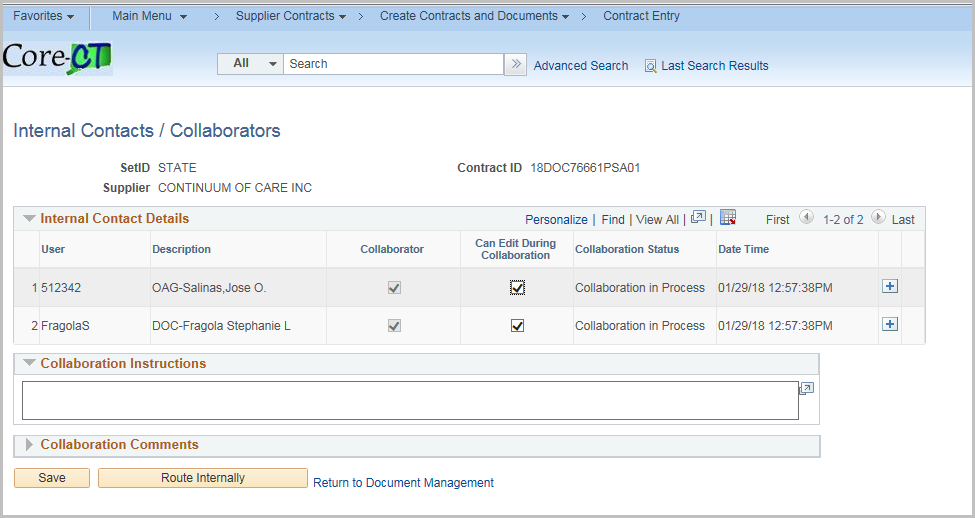 Favorites Main Menu > Supplier Contracts > Create Contracts and Documents > Contract Entry
Core-CT
All Search » Advanced Search Last Search Results
Internal Contacts / Collaborators
SetID STATE Contract ID 18DOC76661PSA01
Supplier CONTINUUM OF CARE INC
Internal Contact Details Personalize | Find | View All | | First 1-2 of 2 Last
User Description Collaborator Can Edit During Collaboration Collaboration Status Date Time
1 512342 OAG-Salinas,Jose O. Collaboration in Process 01/29/18 12:57:38PM
2 FragolaS DOC-Fragola Stephanie L Collaboration in Process 01/29/18 12:57:38PM
Collaboration Instructions
Collaboration Comments
Save Route Internally Return to Document Management